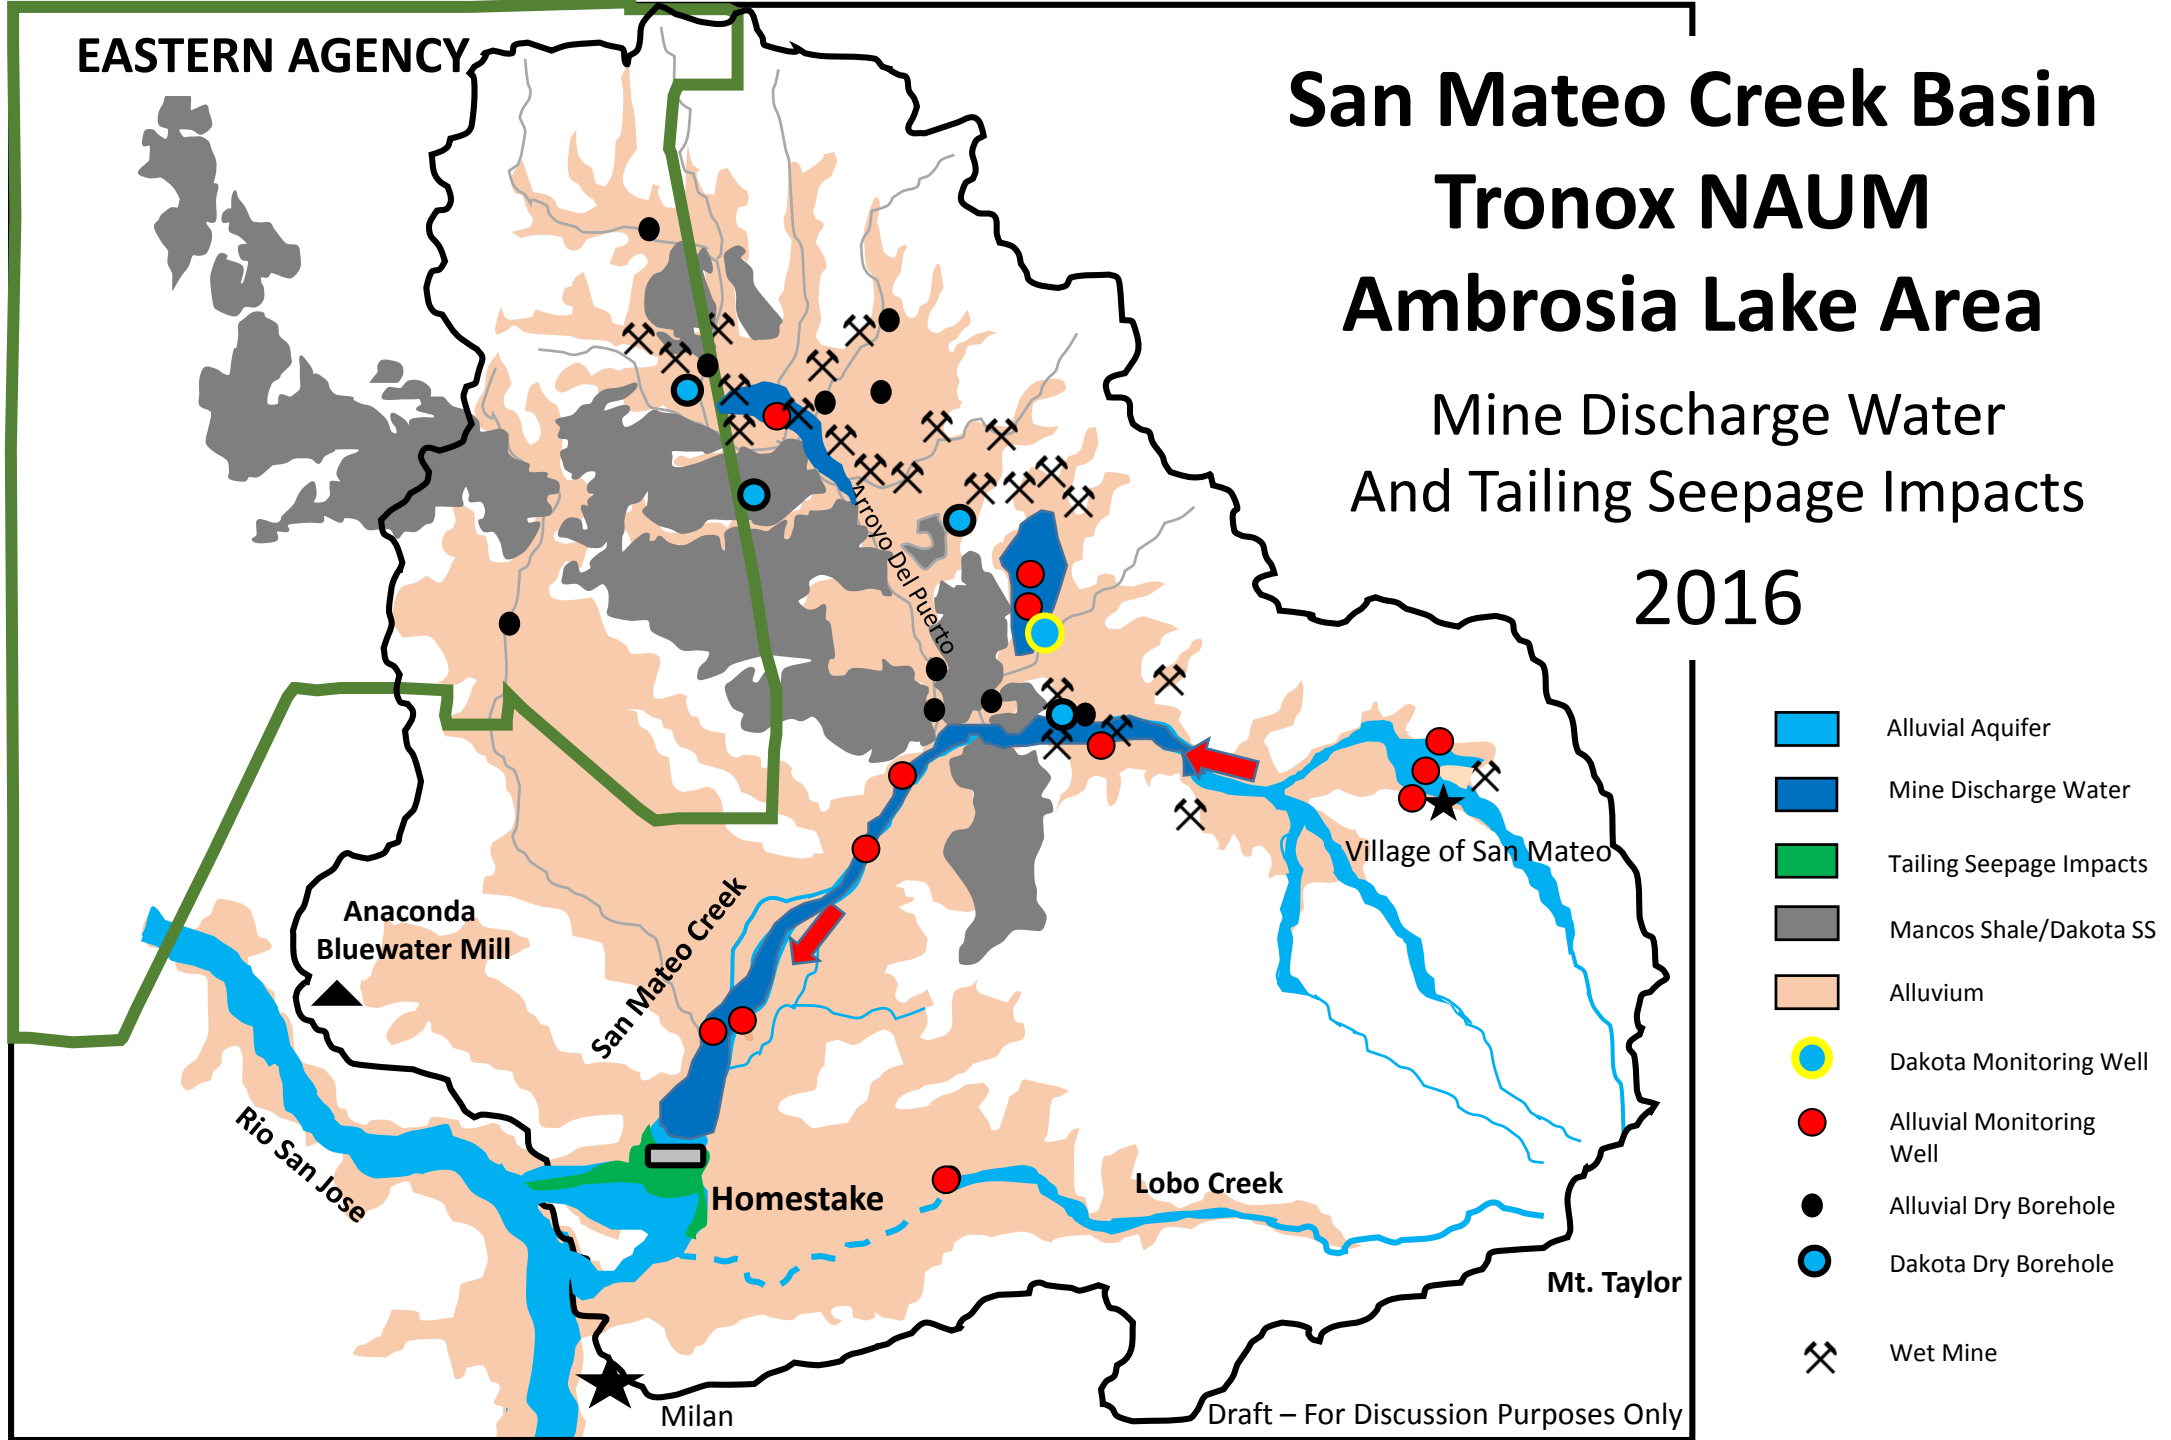 EASTERN AGENCY
San Mateo Creek Basin
Tronox NAUM
Ambrosia Lake Area
Mine Discharge Water
And Tailing Seepage Impacts
2016
Arroyo Del Puerto
Village of San Mateo
Anaconda
Bluewater Mill
San Mateo Creek
Rio San Jose
Homestake
Lobo Creek
Mt. Taylor
Milan
Draft – For Discussion Purposes Only
Alluvial Aquifer
Mine Discharge Water
Tailing Seepage Impacts
Mancos Shale/Dakota SS
Alluvium
Dakota Monitoring Well
Alluvial Monitoring
Well
Alluvial Dry Borehole
Dakota Dry Borehole
Wet Mine